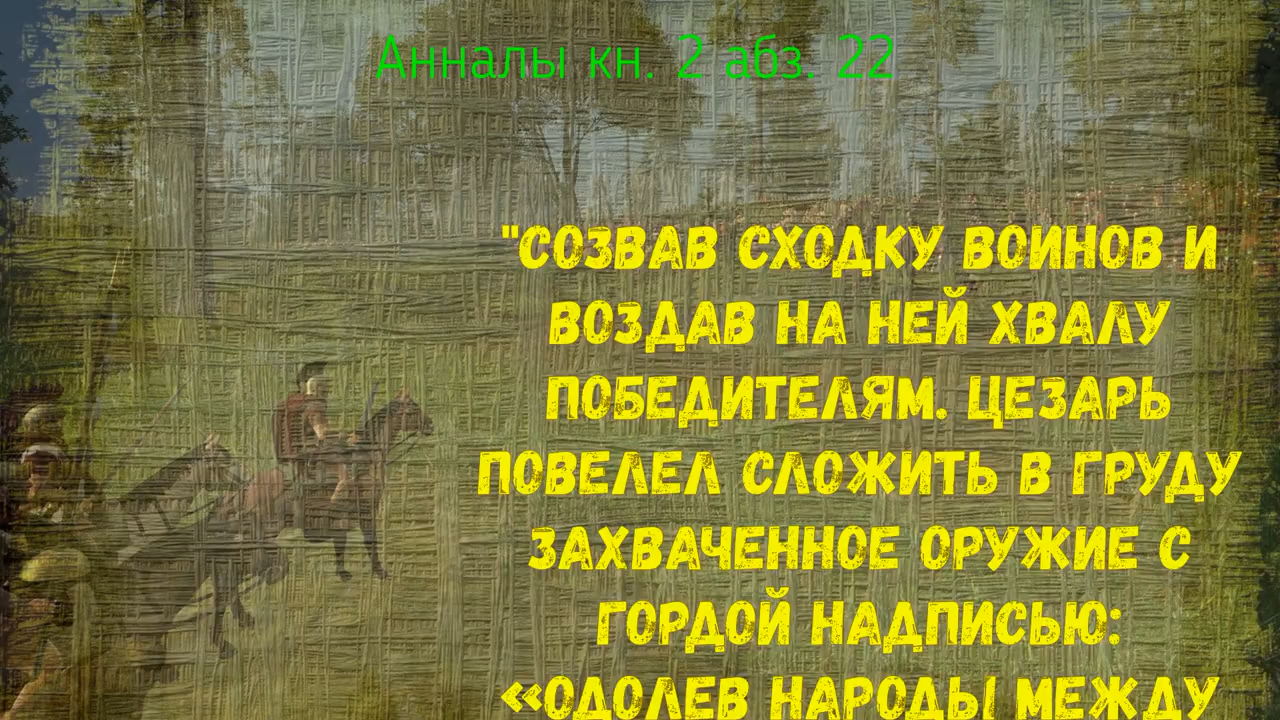 Анналы кн. 2 абз. 22
"СОЗВАВ СХОДКУ ВОИНОВ И
ВОЗДАВ НА НЕЙ ХВАЛУ
ПОБЕДИТЕЛЯМ. ЦЕЗАРЬ
ПОВЕЛЕЛ СЛОЖИТЬ В ГРУДУ
ЗАХВАЧЕННОЕ ОРУЖИЕ С
ГОРДОЙ НАДПИСЬЮ:
«ОДОЛЕВ НАРОДЫ МЕЖДУ